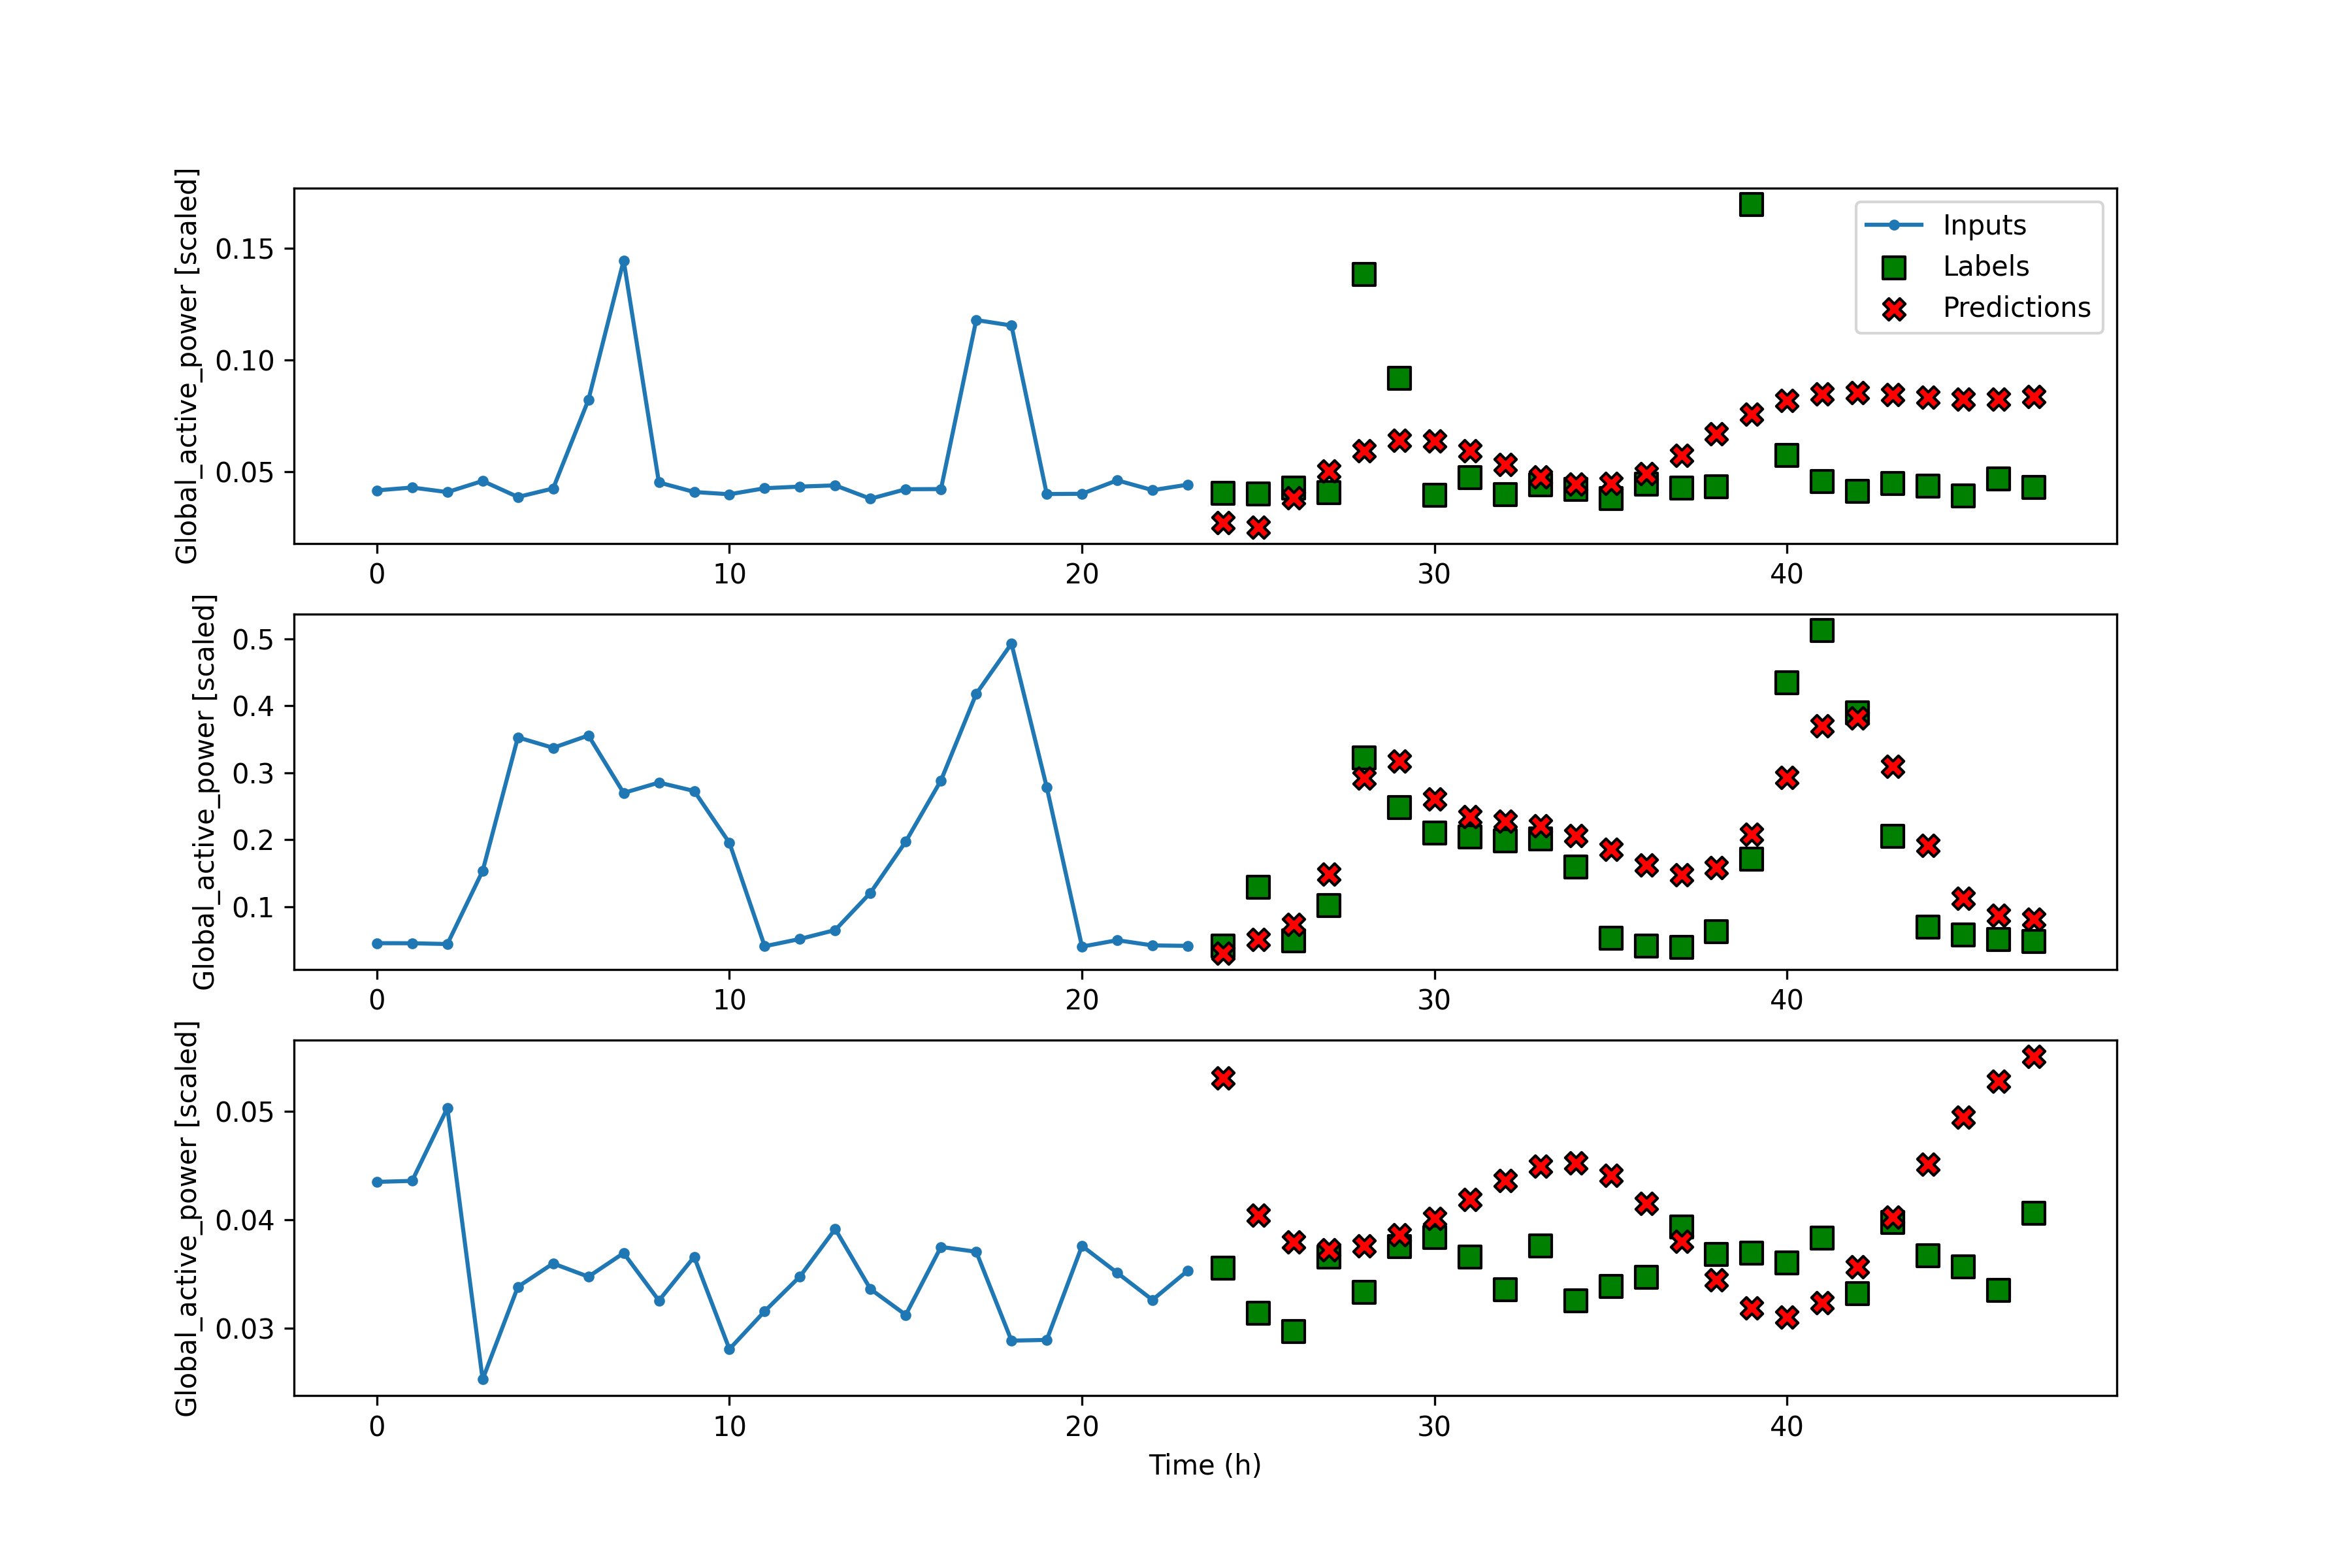 Global_active_power [scaled]
0.15
0.10
0.05
0 10 20 30 40
Inputs
Labels
Predictions
Global_active_power [scaled]
0.5
0.4
0.3
0.2
0.1
0 10 20 30 40
Global_active_power [scaled]
0.05
0.04
0.03
0 10 20 30 40
Time (h)